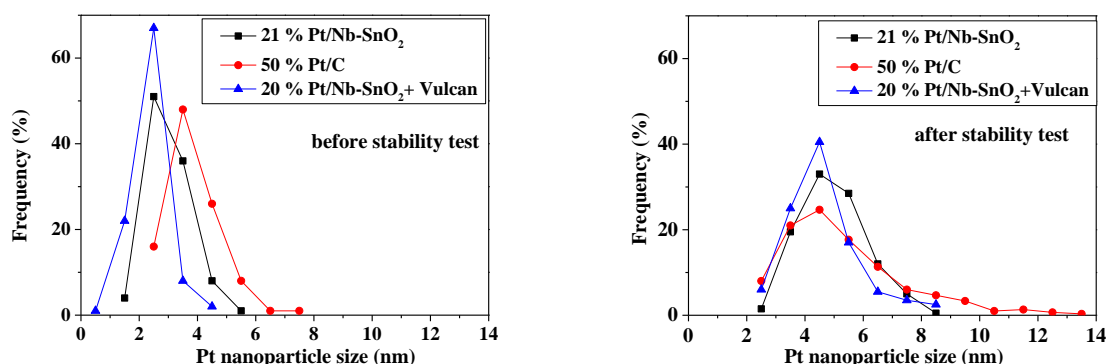 60
40
20
0
0 2 4 6 8 10 12 14
Frequency (%)
Pt nanoparticle size (nm)
21 % Pt/Nb-SnO2
50 % Pt/C
20 % Pt/Nb-SnO2+ Vulcan
before stability test
60
40
20
0
0 2 4 6 8 10 12 14
Frequency (%)
Pt nanoparticle size (nm)
21 % Pt/Nb-SnO2
50 % Pt/C
20 % Pt/Nb-SnO2+Vulcan
after stability test